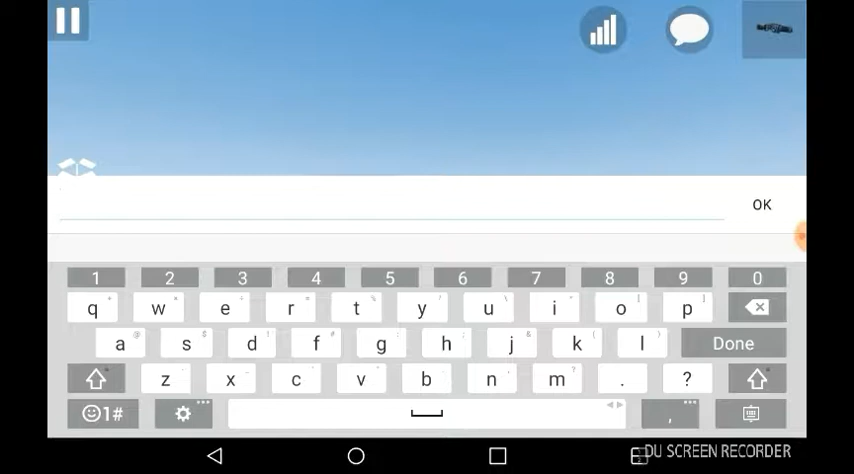 OK
1 2 3 4 5 6 7 8 9 0
q w e r t y u i o p
a s d f g h j k l Done
z x c v b n m . ?
1# ,
DU SCREEN RECORDER